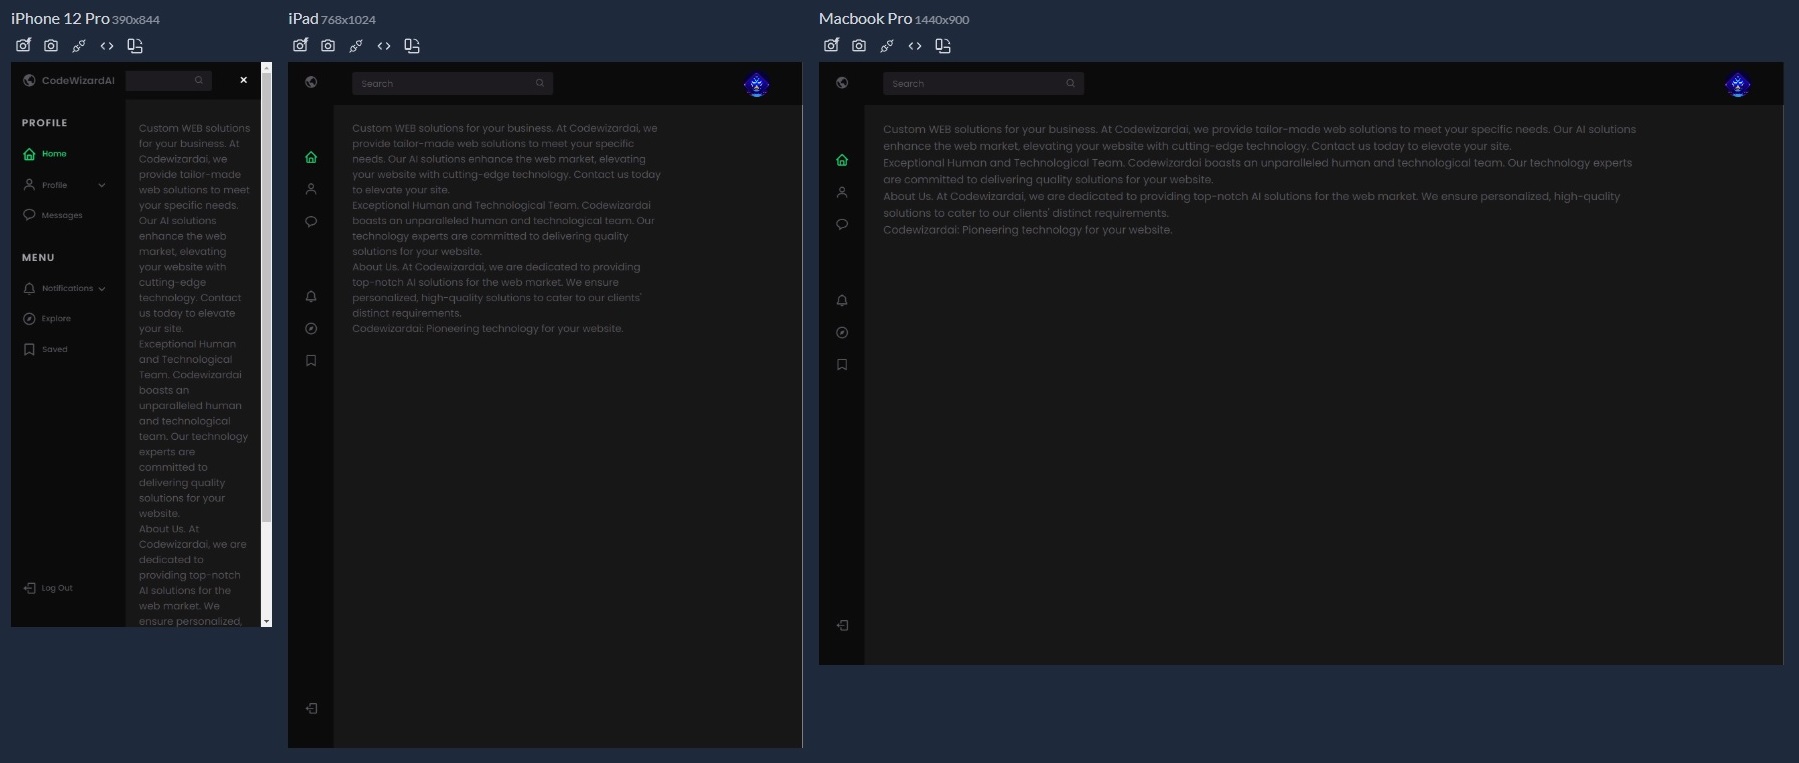 iPhone 12 Pro 390x844
CodeWizardAI
PROFILE
Home
Profile
Messages
MENU
Notifications
Explore
Saved
Log Out
Custom WEB solutions
for your business. At
Codewizardai, we
provide tailor-made
web solutions to meet
your specific needs.
Our AI solutions
enhance the web
market, elevating
your website with
cutting-edge
technology. Contact
us today to elevate
your site.
Exceptional Human
and Technological
Team. Codewizardai
boasts an
unparalleled human
and technological
team. Our technology
experts are
committed to
delivering quality
solutions for your
website.
About Us. At
Codewizardai, we are
dedicated to
providing top-notch
AI solutions for the
web market. We
ensure personalized,
iPad 768x1024
Search
Custom WEB solutions for your business. At Codewizardai, we
provide tailor-made web solutions to meet your specific
needs. Our AI solutions enhance the web market, elevating
your website with cutting-edge technology. Contact us today
to elevate your site.
Exceptional Human and Technological Team. Codewizardai
boasts an unparalleled human and technological team. Our
technology experts are committed to delivering quality
solutions for your website.
About Us. At Codewizardai, we are dedicated to providing
top-notch AI solutions for the web market. We ensure
personalized, high-quality solutions to cater to our clients'
distinct requirements.
Codewizardai: Pioneering technology for your website.
Macbook Pro 1440x900
Search
Custom WEB solutions for your business. At Codewizardai, we provide tailor-made web solutions to meet your specific needs. Our AI solutions
enhance the web market, elevating your website with cutting-edge technology. Contact us today to elevate your site.
Exceptional Human and Technological Team. Codewizardai boasts an unparalleled human and technological team. Our technology experts
are committed to delivering quality solutions for your website.
About Us. At Codewizardai, we are dedicated to providing top-notch AI solutions for the web market. We ensure personalized, high-quality
solutions to cater to our clients' distinct requirements.
Codewizardai: Pioneering technology for your website.